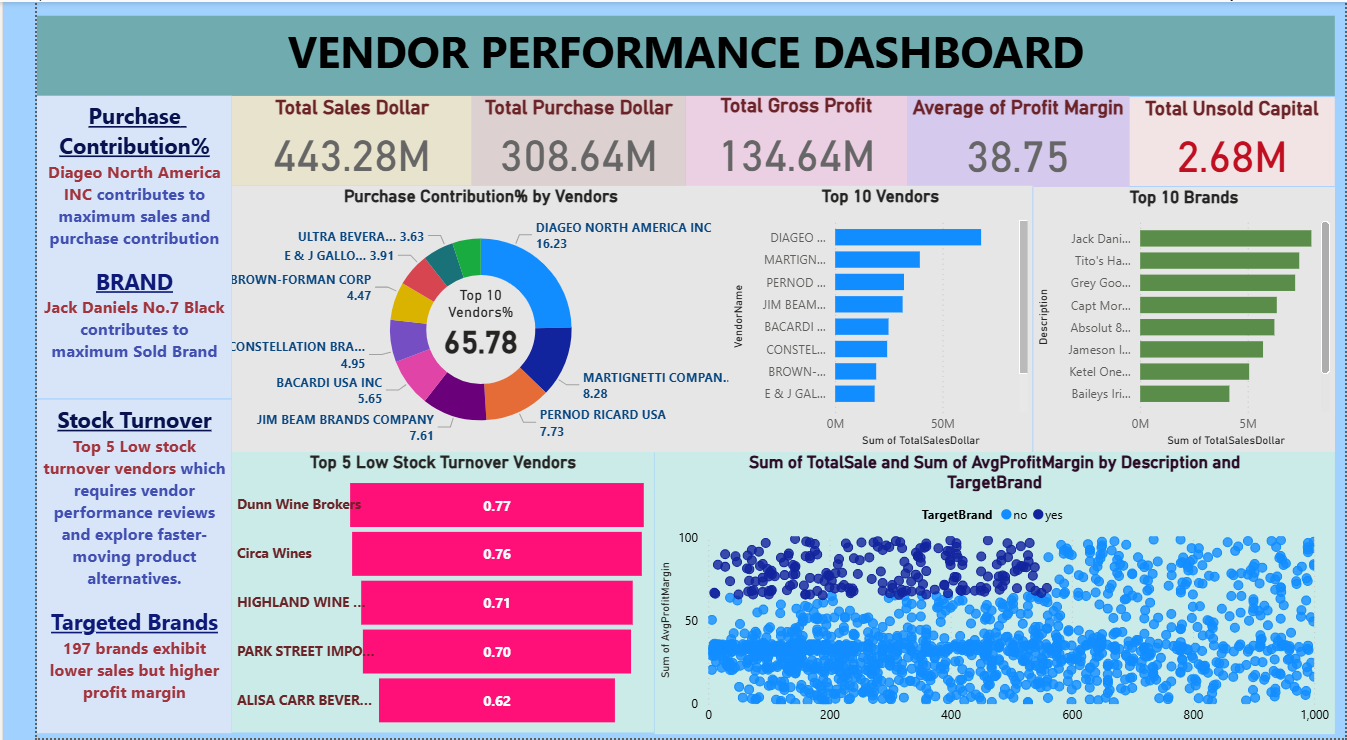 VENDOR PERFORMANCE DASHBOARD
Purchase
Contribution%
Diageo North America
INC contributes to
maximum sales and
purchase contribution
BRAND
Jack Daniels No.7 Black
contributes to
maximum Sold Brand
Stock Turnover
Top 5 Low stock
turnover vendors which
requires vendor
performance reviews
and explore faster-
moving product
alternatives.
Targeted Brands
197 brands exhibit
lower sales but higher
profit margin
Total Sales Dollar
443.28M
Total Purchase Dollar
308.64M
Total Gross Profit
134.64M
Average of Profit Margin
38.75
Total Unsold Capital
2.68M
Purchase Contribution% by Vendors
DIAGEO NORTH AMERICA INC
16.23
MARTIGNETTI COMPAN..
8.28
PERNOD RICARD USA
7.73
JIM BEAM BRANDS COMPANY
7.61
BACARDI USA INC
5.65
CONSTELLATION BRA...
4.95
BROWN-FORMAN CORP
4.47
E & J GALLO... 3.91
ULTRA BEVERA... 3.63
Top 10
Vendors%
65.78
Top 10 Vendors
VendorName
DIAGEO ...
MARTIGN...
PERNOD ...
JIM BEAM...
BACARDI ...
CONSTEL...
BROWN-...
E & J GAL...
0M 50M
Sum of TotalSalesDollar
Top 10 Brands
Description
Jack Dani...
Tito's Ha...
Grey Goo...
Capt Mor...
Absolut 8...
Jameson I...
Ketel One...
Baileys Iri...
0M 5M
Sum of TotalSalesDollar
Top 5 Low Stock Turnover Vendors
Dunn Wine Brokers 0.77
Circa Wines 0.76
HIGHLAND WINE ... 0.71
PARK STREET IMPO... 0.70
ALISA CARR BEVER... 0.62
Sum of TotalSale and Sum of AvgProfitMargin by Description and
TargetBrand
TargetBrand no yes
Sum of AvgProfitMargin
100
50
0
0 200 400 600 800 1,000